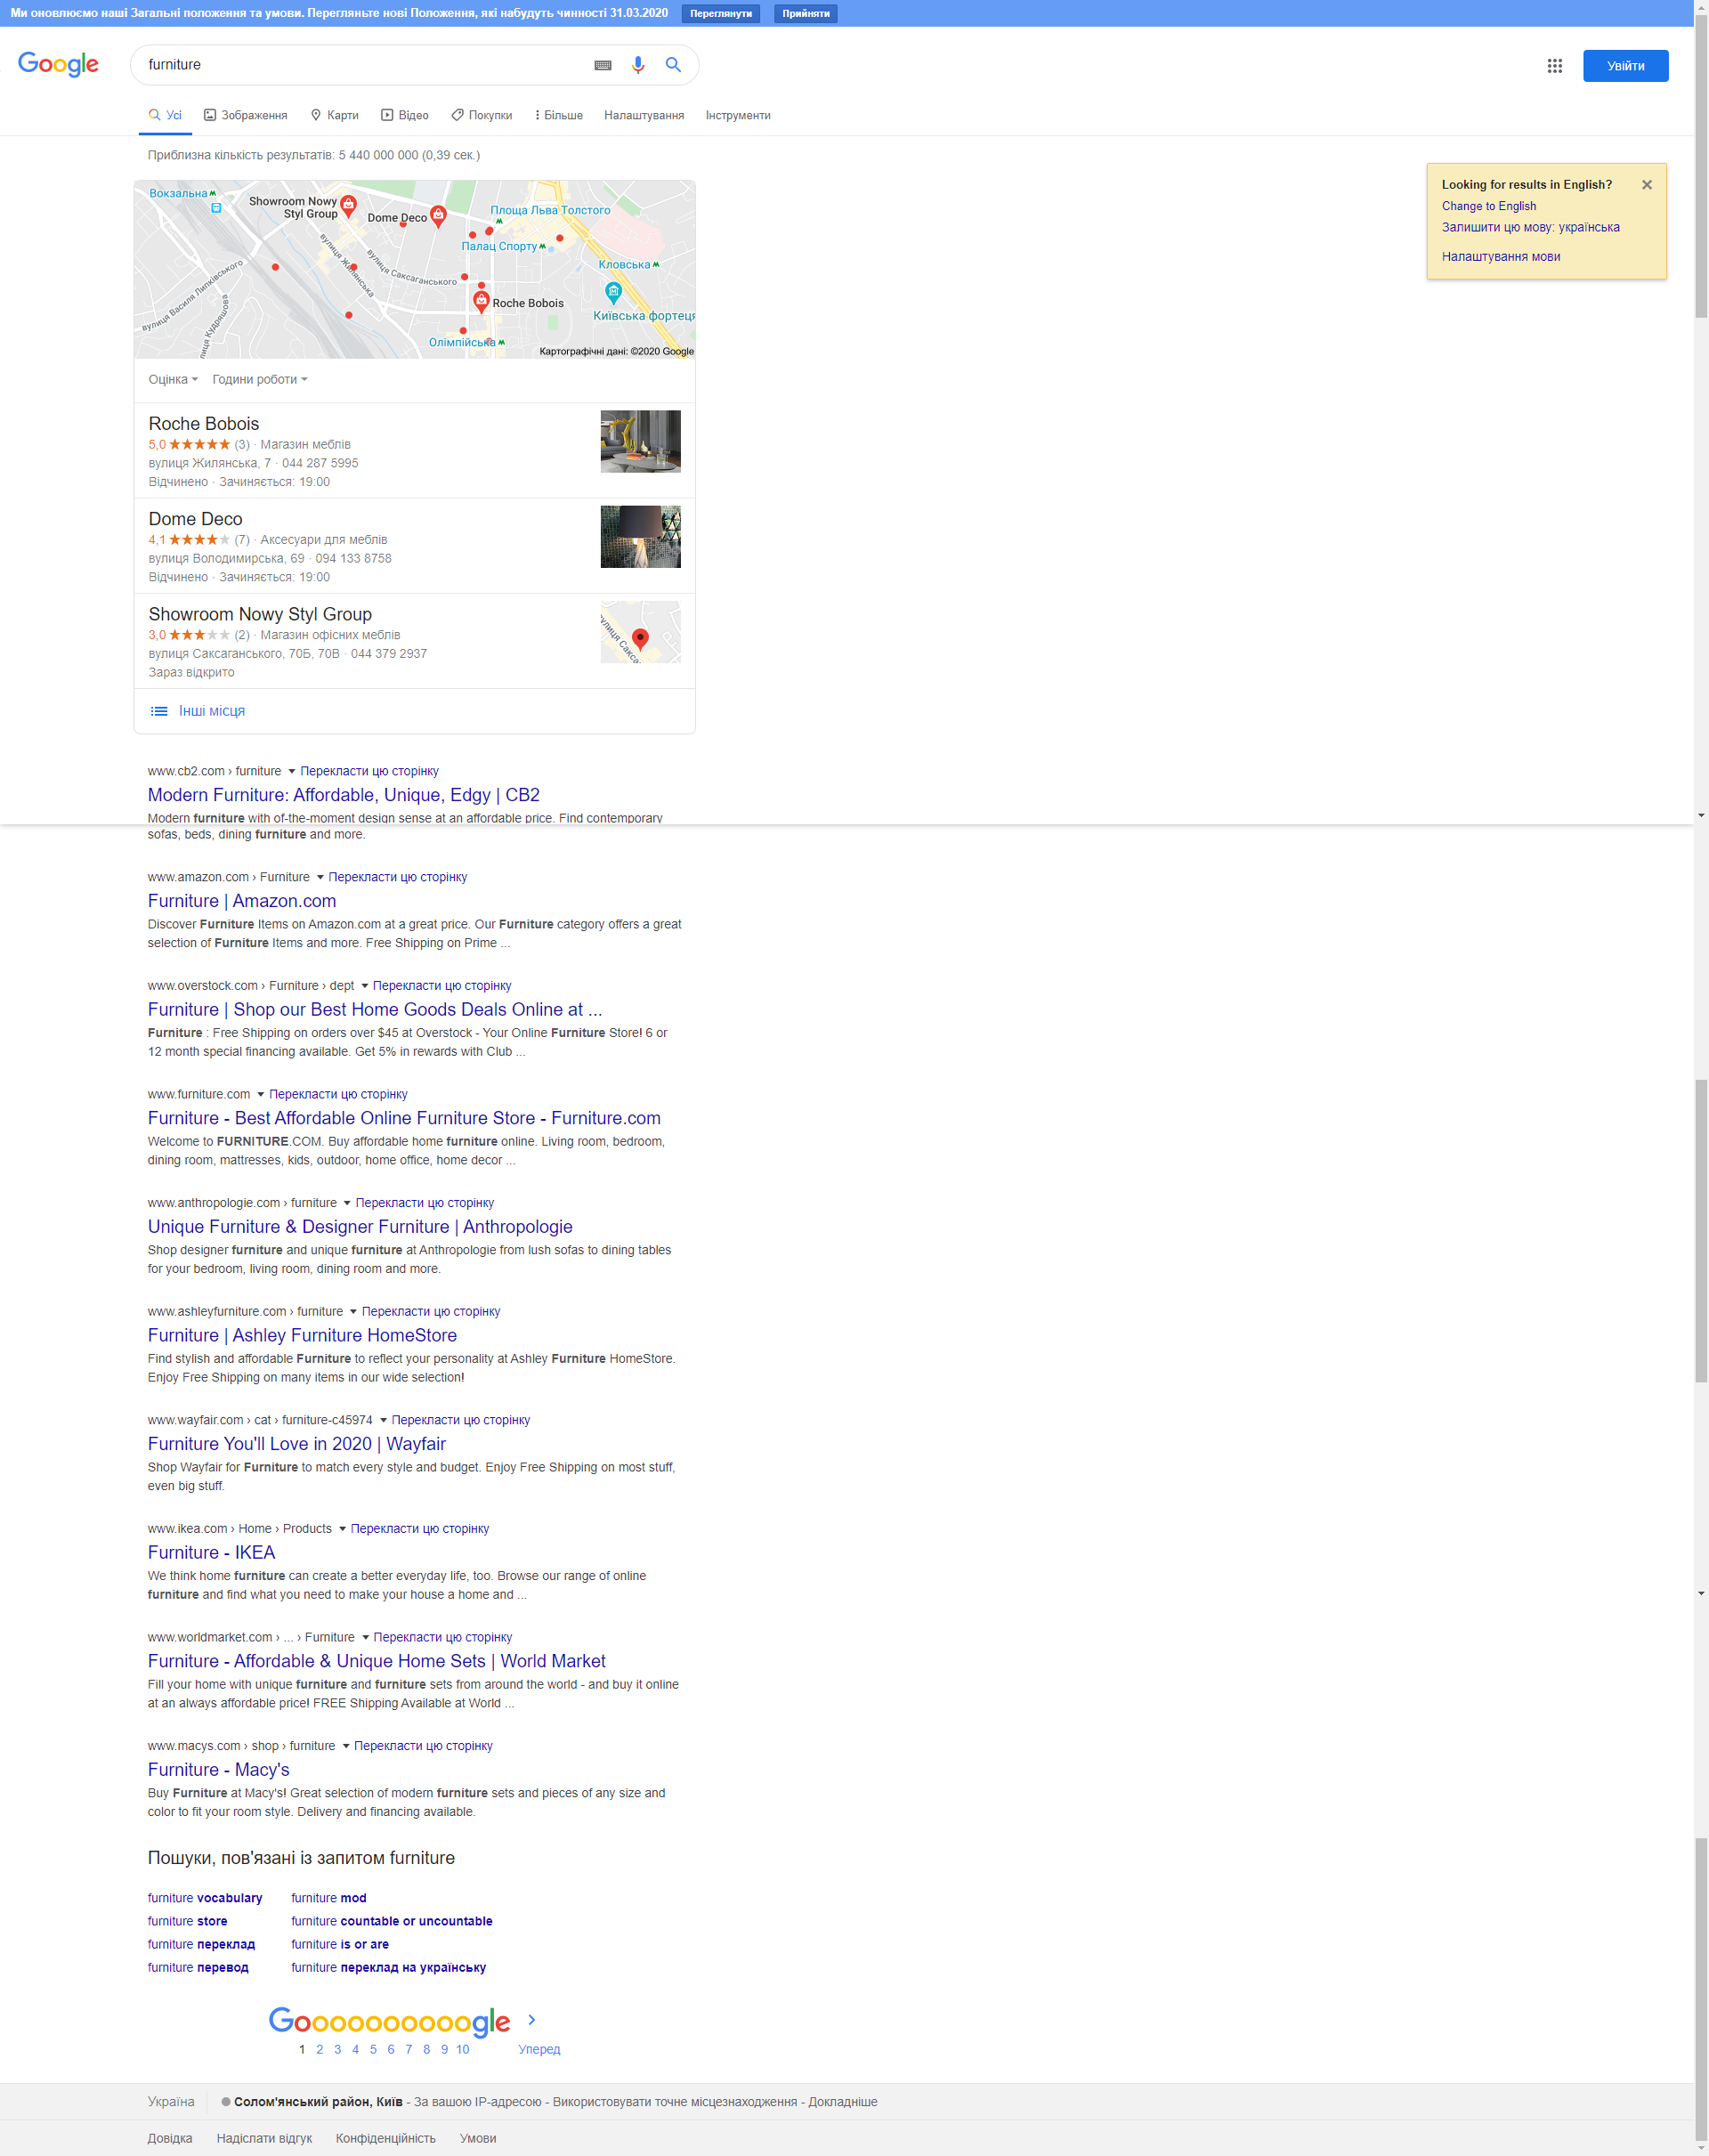 Ми оновлюємо наші Загальні положення та умови. Перегляньте нові Положення, які набудуть чинності 31.03.2020 Переглянути Прийняти
Google
furniture
Увійти
Усі Зображення Карти Відео Покупки Більше Налаштування Інструменти
Приблизна кількість результатів: 5 440 000 000 (0,39 сек.)
Looking for results in English?
Change to English
Залишити цю мову: українська
Налаштування мови
Вокзальна
Showroom Nowy Styl Group
Dome Deco
Площа Льва Толстого
Палац Спорту
Кловська
вулиця Жилянська
вулиця Саксаганського
вулиця Василя Липківського
улиця Кудряшова
Roche Bobois
Київська фортеця
Олімпійська
Картографічні дані: ©2020 Google
Оцінка Години роботи
Roche Bobois
5,0 (3) · Магазин меблів
вулиця Жилянська, 7 · 044 287 5995
Відчинено · Зачиняється: 19:00
Dome Deco
4,1 (7) · Аксесуари для меблів
вулиця Володимирська, 69 · 094 133 8758
Відчинено · Зачиняється: 19:00
Showroom Nowy Styl Group
3,0 (2) · Магазин офісних меблів
вулиця Саксаганського, 70Б, 70В · 044 379 2937
Зараз відкрито
Інші місця
www.cb2.com › furniture Перекласти цю сторінку
Modern Furniture: Affordable, Unique, Edgy | CB2
Modern furniture with of-the-moment design sense at an affordable price. Find contemporary
sofas, beds, dining furniture and more.
www.amazon.com › Furniture Перекласти цю сторінку
Furniture | Amazon.com
Discover Furniture Items on Amazon.com at a great price. Our Furniture category offers a great
selection of Furniture Items and more. Free Shipping on Prime ...
www.overstock.com › Furniture › dept Перекласти цю сторінку
Furniture | Shop our Best Home Goods Deals Online at ...
Furniture : Free Shipping on orders over $45 at Overstock - Your Online Furniture Store! 6 or
12 month special financing available. Get 5% in rewards with Club ...
www.furniture.com Перекласти цю сторінку
Furniture - Best Affordable Online Furniture Store - Furniture.com
Welcome to FURNITURE.COM. Buy affordable home furniture online. Living room, bedroom,
dining room, mattresses, kids, outdoor, home office, home decor ...
www.anthropologie.com › furniture Перекласти цю сторінку
Unique Furniture & Designer Furniture | Anthropologie
Shop designer furniture and unique furniture at Anthropologie from lush sofas to dining tables
for your bedroom, living room, dining room and more.
www.ashleyfurniture.com › furniture Перекласти цю сторінку
Furniture | Ashley Furniture HomeStore
Find stylish and affordable Furniture to reflect your personality at Ashley Furniture HomeStore.
Enjoy Free Shipping on many items in our wide selection!
www.wayfair.com › cat › furniture-c45974 Перекласти цю сторінку
Furniture You'll Love in 2020 | Wayfair
Shop Wayfair for Furniture to match every style and budget. Enjoy Free Shipping on most stuff,
even big stuff.
www.ikea.com › Home › Products Перекласти цю сторінку
Furniture - IKEA
We think home furniture can create a better everyday life, too. Browse our range of online
furniture and find what you need to make your house a home and ...
www.worldmarket.com › ... › Furniture Перекласти цю сторінку
Furniture - Affordable & Unique Home Sets | World Market
Fill your home with unique furniture and furniture sets from around the world - and buy it online
at an always affordable price! FREE Shipping Available at World ...
www.macys.com › shop › furniture Перекласти цю сторінку
Furniture - Macy's
Buy Furniture at Macy's! Great selection of modern furniture sets and pieces of any size and
color to fit your room style. Delivery and financing available.
Пошуки, пов'язані із запитом furniture
furniture vocabulary furniture mod
furniture store furniture countable or uncountable
furniture переклад furniture is or are
furniture перевод furniture переклад на українську
Goooooooooogle
1 2 3 4 5 6 7 8 9 10 Уперед
Україна Солом'янський район, Київ - За вашою IP-адресою - Використовувати точне місцезнаходження - Докладніше
Довідка Надіслати відгук Конфіденційність Умови